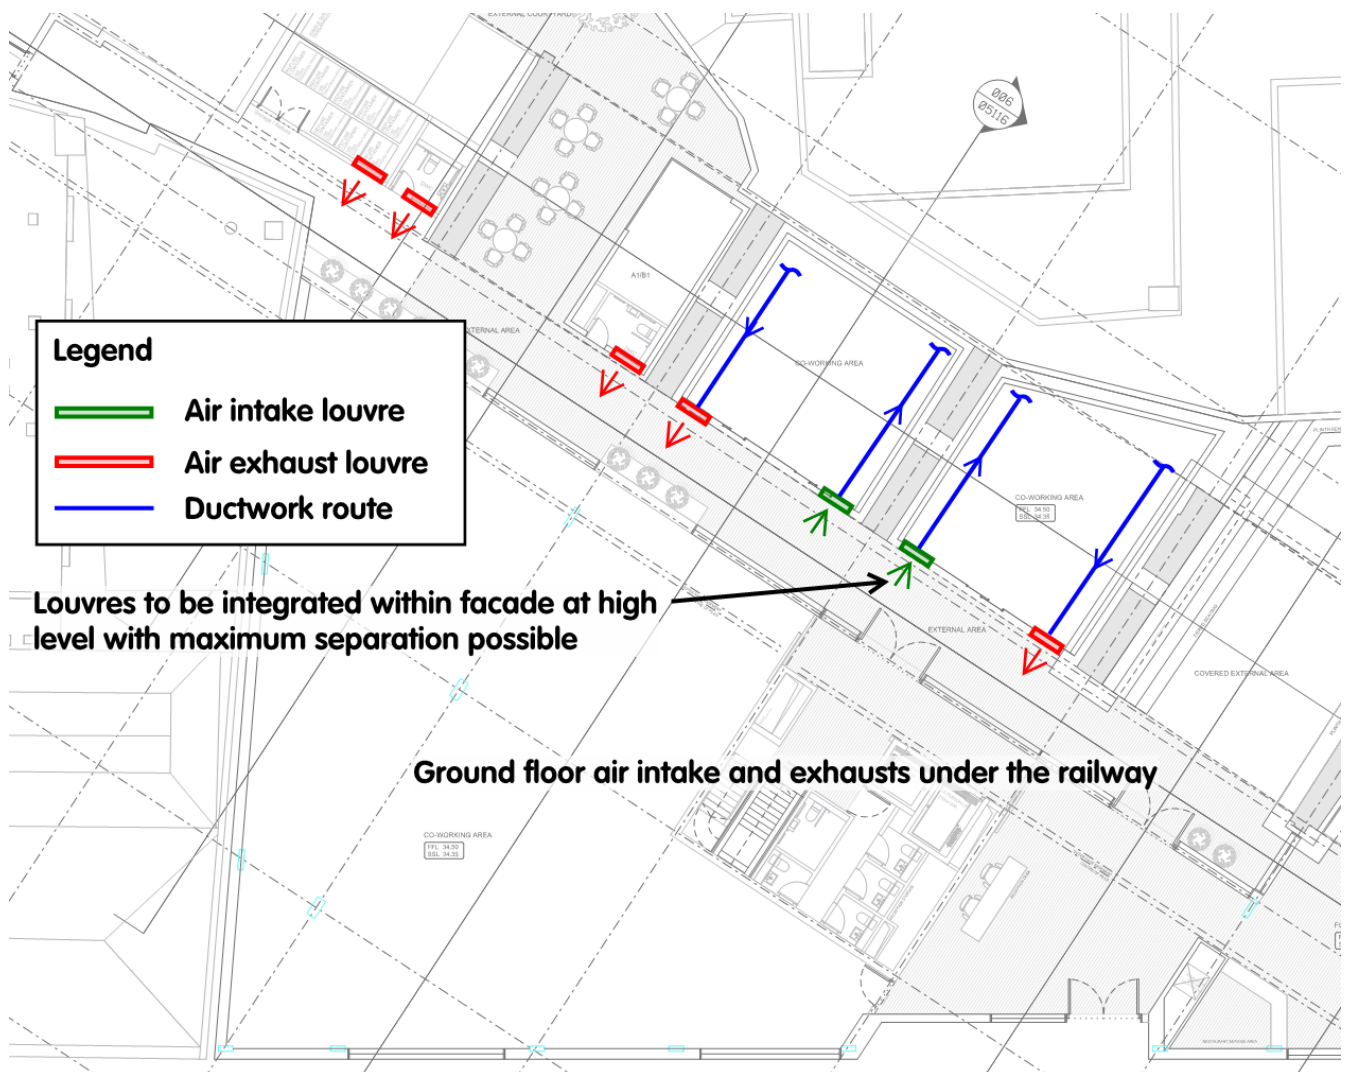 EXTERNAL COURTYARD
006
05116
A1/B1
EXTERNAL AREA
CO-WORKING AREA
Legend
Air intake louvre
Air exhaust louvre
Ductwork route
CO-WORKING AREA
FFL 34.50
SSL 34.35
Louvres to be integrated within facade at high
level with maximum separation possible
EXTERNAL AREA
COVERED EXTERNAL AREA
Ground floor air intake and exhausts under the railway
CO-WORKING AREA
FFL 34.50
SSL 34.35